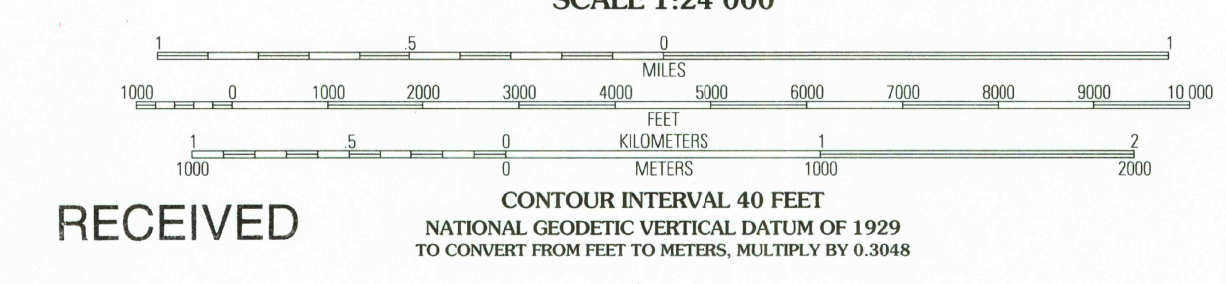 SCALE 1:24 000
1 .5 0 1
MILES
1000 0 1000 2000 3000 4000 5000 6000 7000 8000 9000 10 000
FEET
1 .5 0 KILOMETERS 1 2
1000 0 METERS 1000 2000
CONTOUR INTERVAL 40 FEET
NATIONAL GEODETIC VERTICAL DATUM OF 1929
TO CONVERT FROM FEET TO METERS, MULTIPLY BY 0.3048
RECEIVED